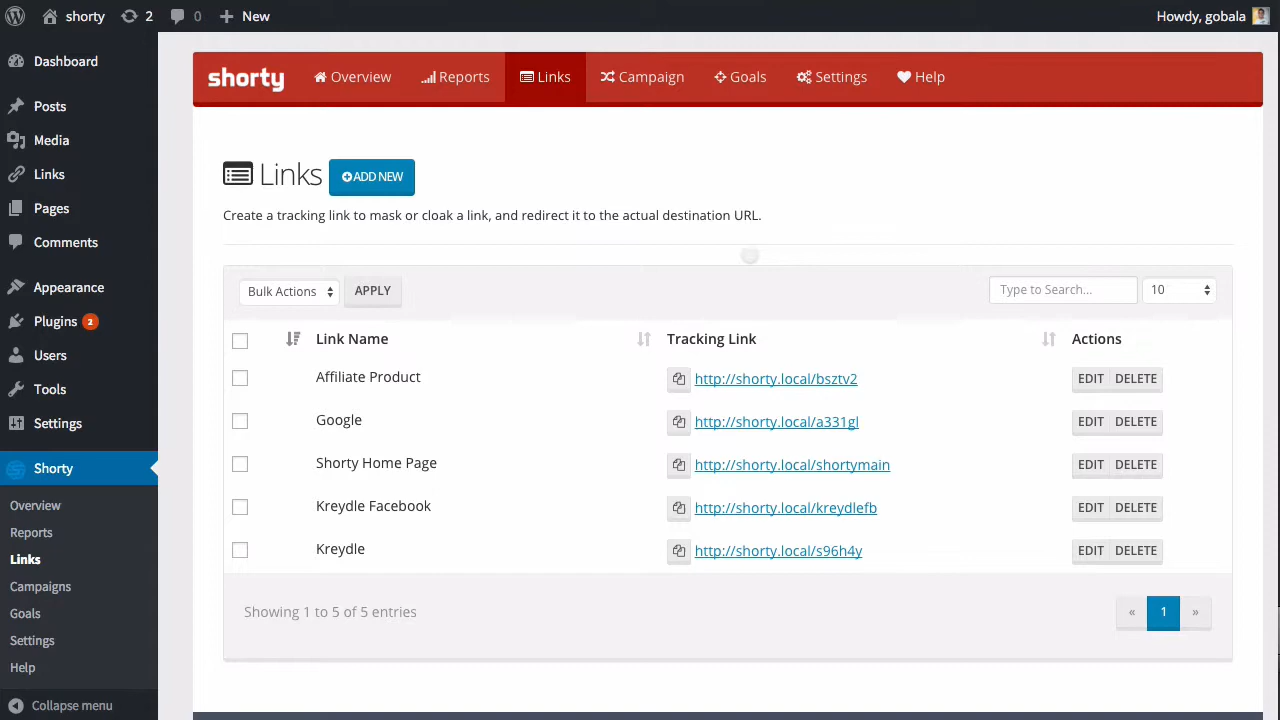 shorty 2 0 New Howdy, gobala
Dashboard
Posts
Media
Links
Pages
Comments
Appearance
Plugins 2
Users
Tools
Settings
Shorty
Overview
Reports
Links
Campaigns
Goals
Settings
Help
Collapse menu
shorty Overview Reports Links Campaign Goals Settings Help
Links ADD NEW
Create a tracking link to mask or cloak a link, and redirect it to the actual destination URL.
Bulk Actions APPLY Type to Search... 10
Link Name Tracking Link Actions
Affiliate Product http://shorty.local/bsztv2 EDIT DELETE
Google http://shorty.local/a331gl EDIT DELETE
Shorty Home Page http://shorty.local/shortymain EDIT DELETE
Kreydle Facebook http://shorty.local/kreydlefb EDIT DELETE
Kreydle http://shorty.local/s96h4y EDIT DELETE
Showing 1 to 5 of 5 entries « 1 »